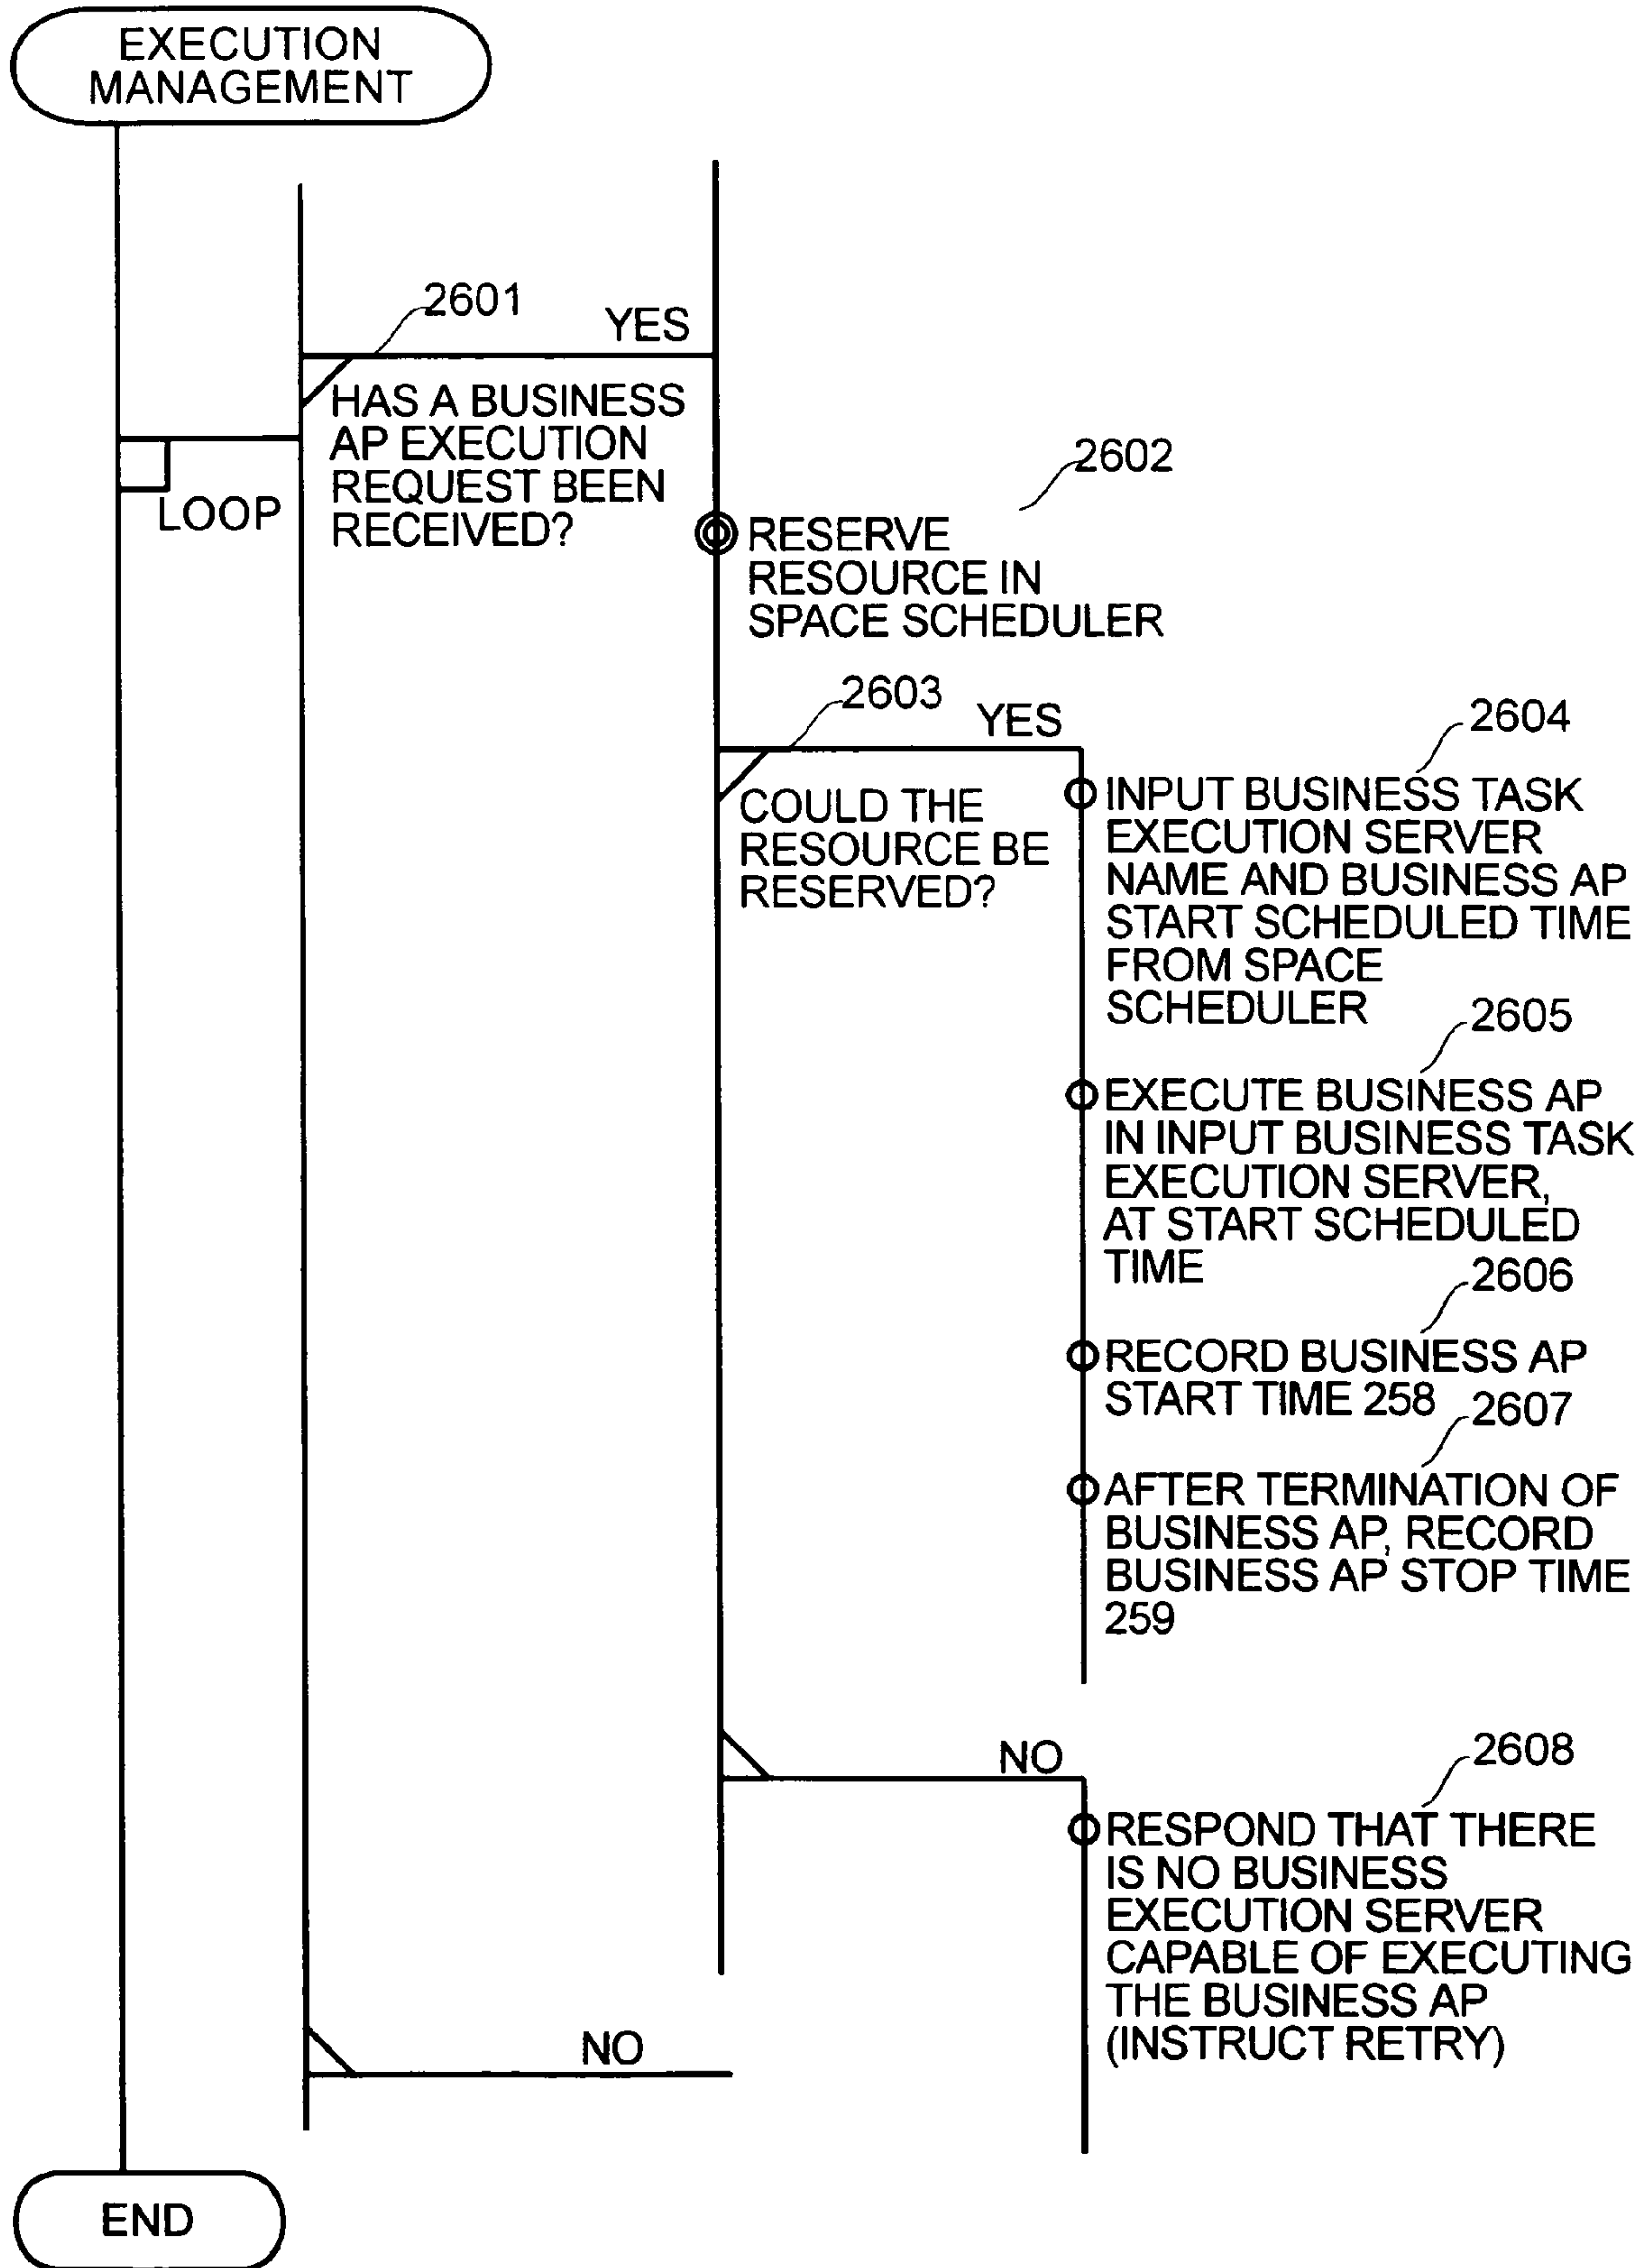 EXECUTION
MANAGEMENT
2601
YES
HAS A BUSINESS
AP EXECUTION
REQUEST BEEN
RECEIVED?
LOOP
2602
RESERVE
RESOURCE IN
SPACE SCHEDULER
2603
YES
COULD THE
RESOURCE BE
RESERVED?
2604
INPUT BUSINESS TASK
EXECUTION SERVER
NAME AND BUSINESS AP
START SCHEDULED TIME
FROM SPACE
SCHEDULER
2605
EXECUTE BUSINESS AP
IN INPUT BUSINESS TASK
EXECUTION SERVER,
AT START SCHEDULED
TIME
2606
RECORD BUSINESS AP
START TIME 258
2607
AFTER TERMINATION OF
BUSINESS AP, RECORD
BUSINESS AP STOP TIME
259
NO
2608
RESPOND THAT THERE
IS NO BUSINESS
EXECUTION SERVER
CAPABLE OF EXECUTING
THE BUSINESS AP
(INSTRUCT RETRY)
NO
END